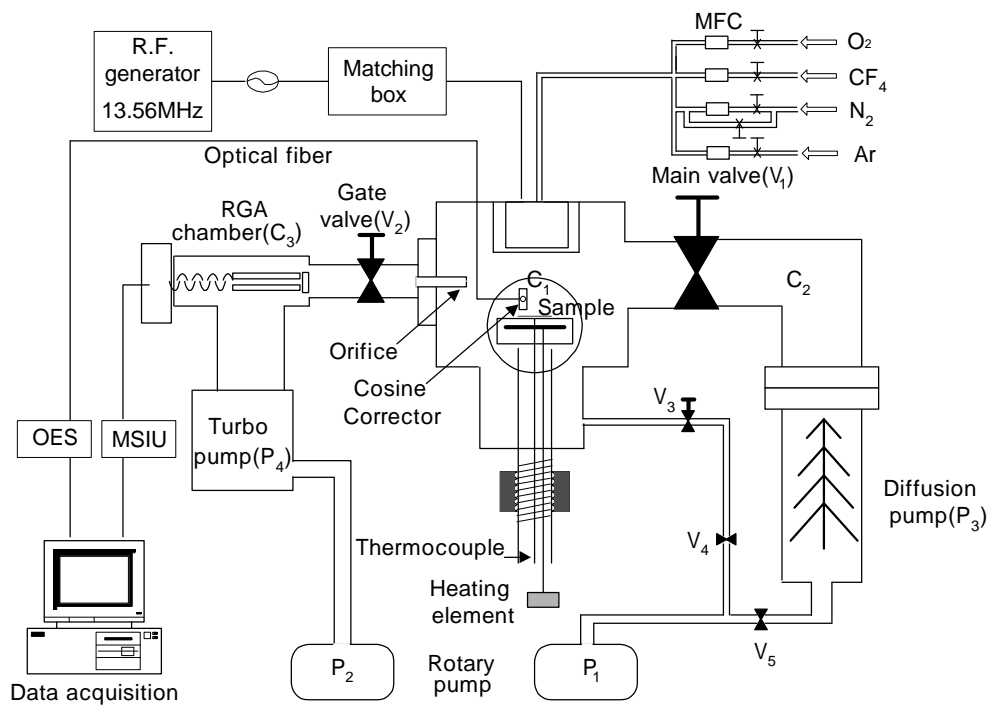 MFC
R.F.
generator
13.56MHz
Matching
box
O₂
CF₄
N₂
Ar
Optical fiber
Main valve(V₁)
Gate
valve(V₂)
RGA
chamber(C₃)
C₁
C₂
Sample
Orifice
Cosine
Corrector
V₃
OES
MSIU
Turbo
pump(P₄)
Diffusion
pump(P₃)
V₄
Thermocouple
Heating
element
V₅
P₂
Rotary
pump
P₁
Data acquisition